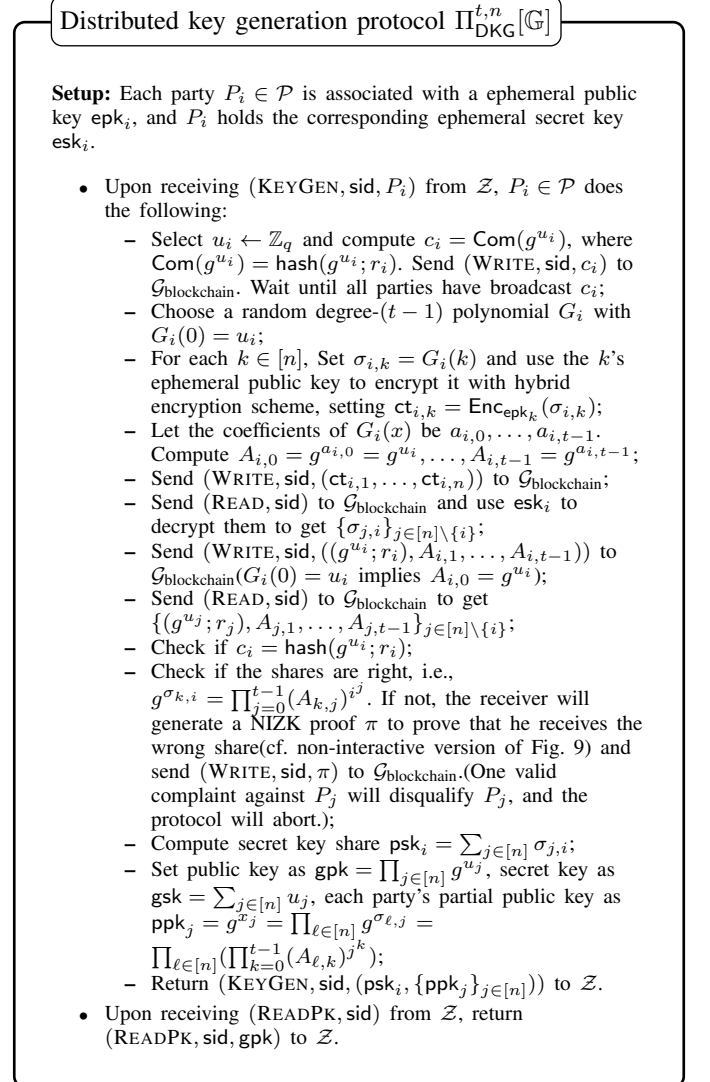 Distributed key generation protocol Π^{t,n}_{DKG}[𝔾]
Setup: Each party P_i ∈ 𝒫 is associated with a ephemeral public
key epk_i, and P_i holds the corresponding ephemeral secret key
esk_i.
• Upon receiving (KEYGEN, sid, P_i) from 𝒵, P_i ∈ 𝒫 does
the following:
– Select u_i ← ℤ_q and compute c_i = Com(g^{u_i}), where
Com(g^{u_i}) = hash(g^{u_i}; r_i). Send (WRITE, sid, c_i) to
𝒢_{blockchain}. Wait until all parties have broadcast c_i;
– Choose a random degree-(t − 1) polynomial G_i with
G_i(0) = u_i;
– For each k ∈ [n], Set σ_{i,k} = G_i(k) and use the k's
ephemeral public key to encrypt it with hybrid
encryption scheme, setting ct_{i,k} = Enc_{epk_k}(σ_{i,k});
– Let the coefficients of G_i(x) be a_{i,0}, . . . , a_{i,t−1}.
Compute A_{i,0} = g^{a_{i,0}} = g^{u_i}, . . . , A_{i,t−1} = g^{a_{i,t−1}};
– Send (WRITE, sid, (ct_{i,1}, . . . , ct_{i,n})) to 𝒢_{blockchain};
– Send (READ, sid) to 𝒢_{blockchain} and use esk_i to
decrypt them to get {σ_{j,i}}_{j∈[n]\{i}};
– Send (WRITE, sid, ((g^{u_i}; r_i), A_{i,1}, . . . , A_{i,t−1})) to
𝒢_{blockchain}(G_i(0) = u_i implies A_{i,0} = g^{u_i});
– Send (READ, sid) to 𝒢_{blockchain} to get
{(g^{u_j}; r_j), A_{j,1}, . . . , A_{j,t−1}}_{j∈[n]\{i}};
– Check if c_i = hash(g^{u_i}; r_i);
– Check if the shares are right, i.e.,
g^{σ_{k,i}} = ∏_{j=0}^{t−1}(A_{k,j})^{i^j}. If not, the receiver will
generate a NIZK proof π to prove that he receives the
wrong share(cf. non-interactive version of Fig. 9) and
send (WRITE, sid, π) to 𝒢_{blockchain}.(One valid
complaint against P_j will disqualify P_j, and the
protocol will abort.);
– Compute secret key share psk_i = ∑_{j∈[n]} σ_{j,i};
– Set public key as gpk = ∏_{j∈[n]} g^{u_j}, secret key as
gsk = ∑_{j∈[n]} u_j, each party's partial public key as
ppk_j = g^{x_j} = ∏_{ℓ∈[n]} g^{σ_{ℓ,j}} =
∏_{ℓ∈[n]}(∏_{k=0}^{t−1}(A_{ℓ,k})^{j^k});
– Return (KEYGEN, sid, (psk_i, {ppk_j}_{j∈[n]})) to 𝒵.
• Upon receiving (READPK, sid) from 𝒵, return
(READPK, sid, gpk) to 𝒵.